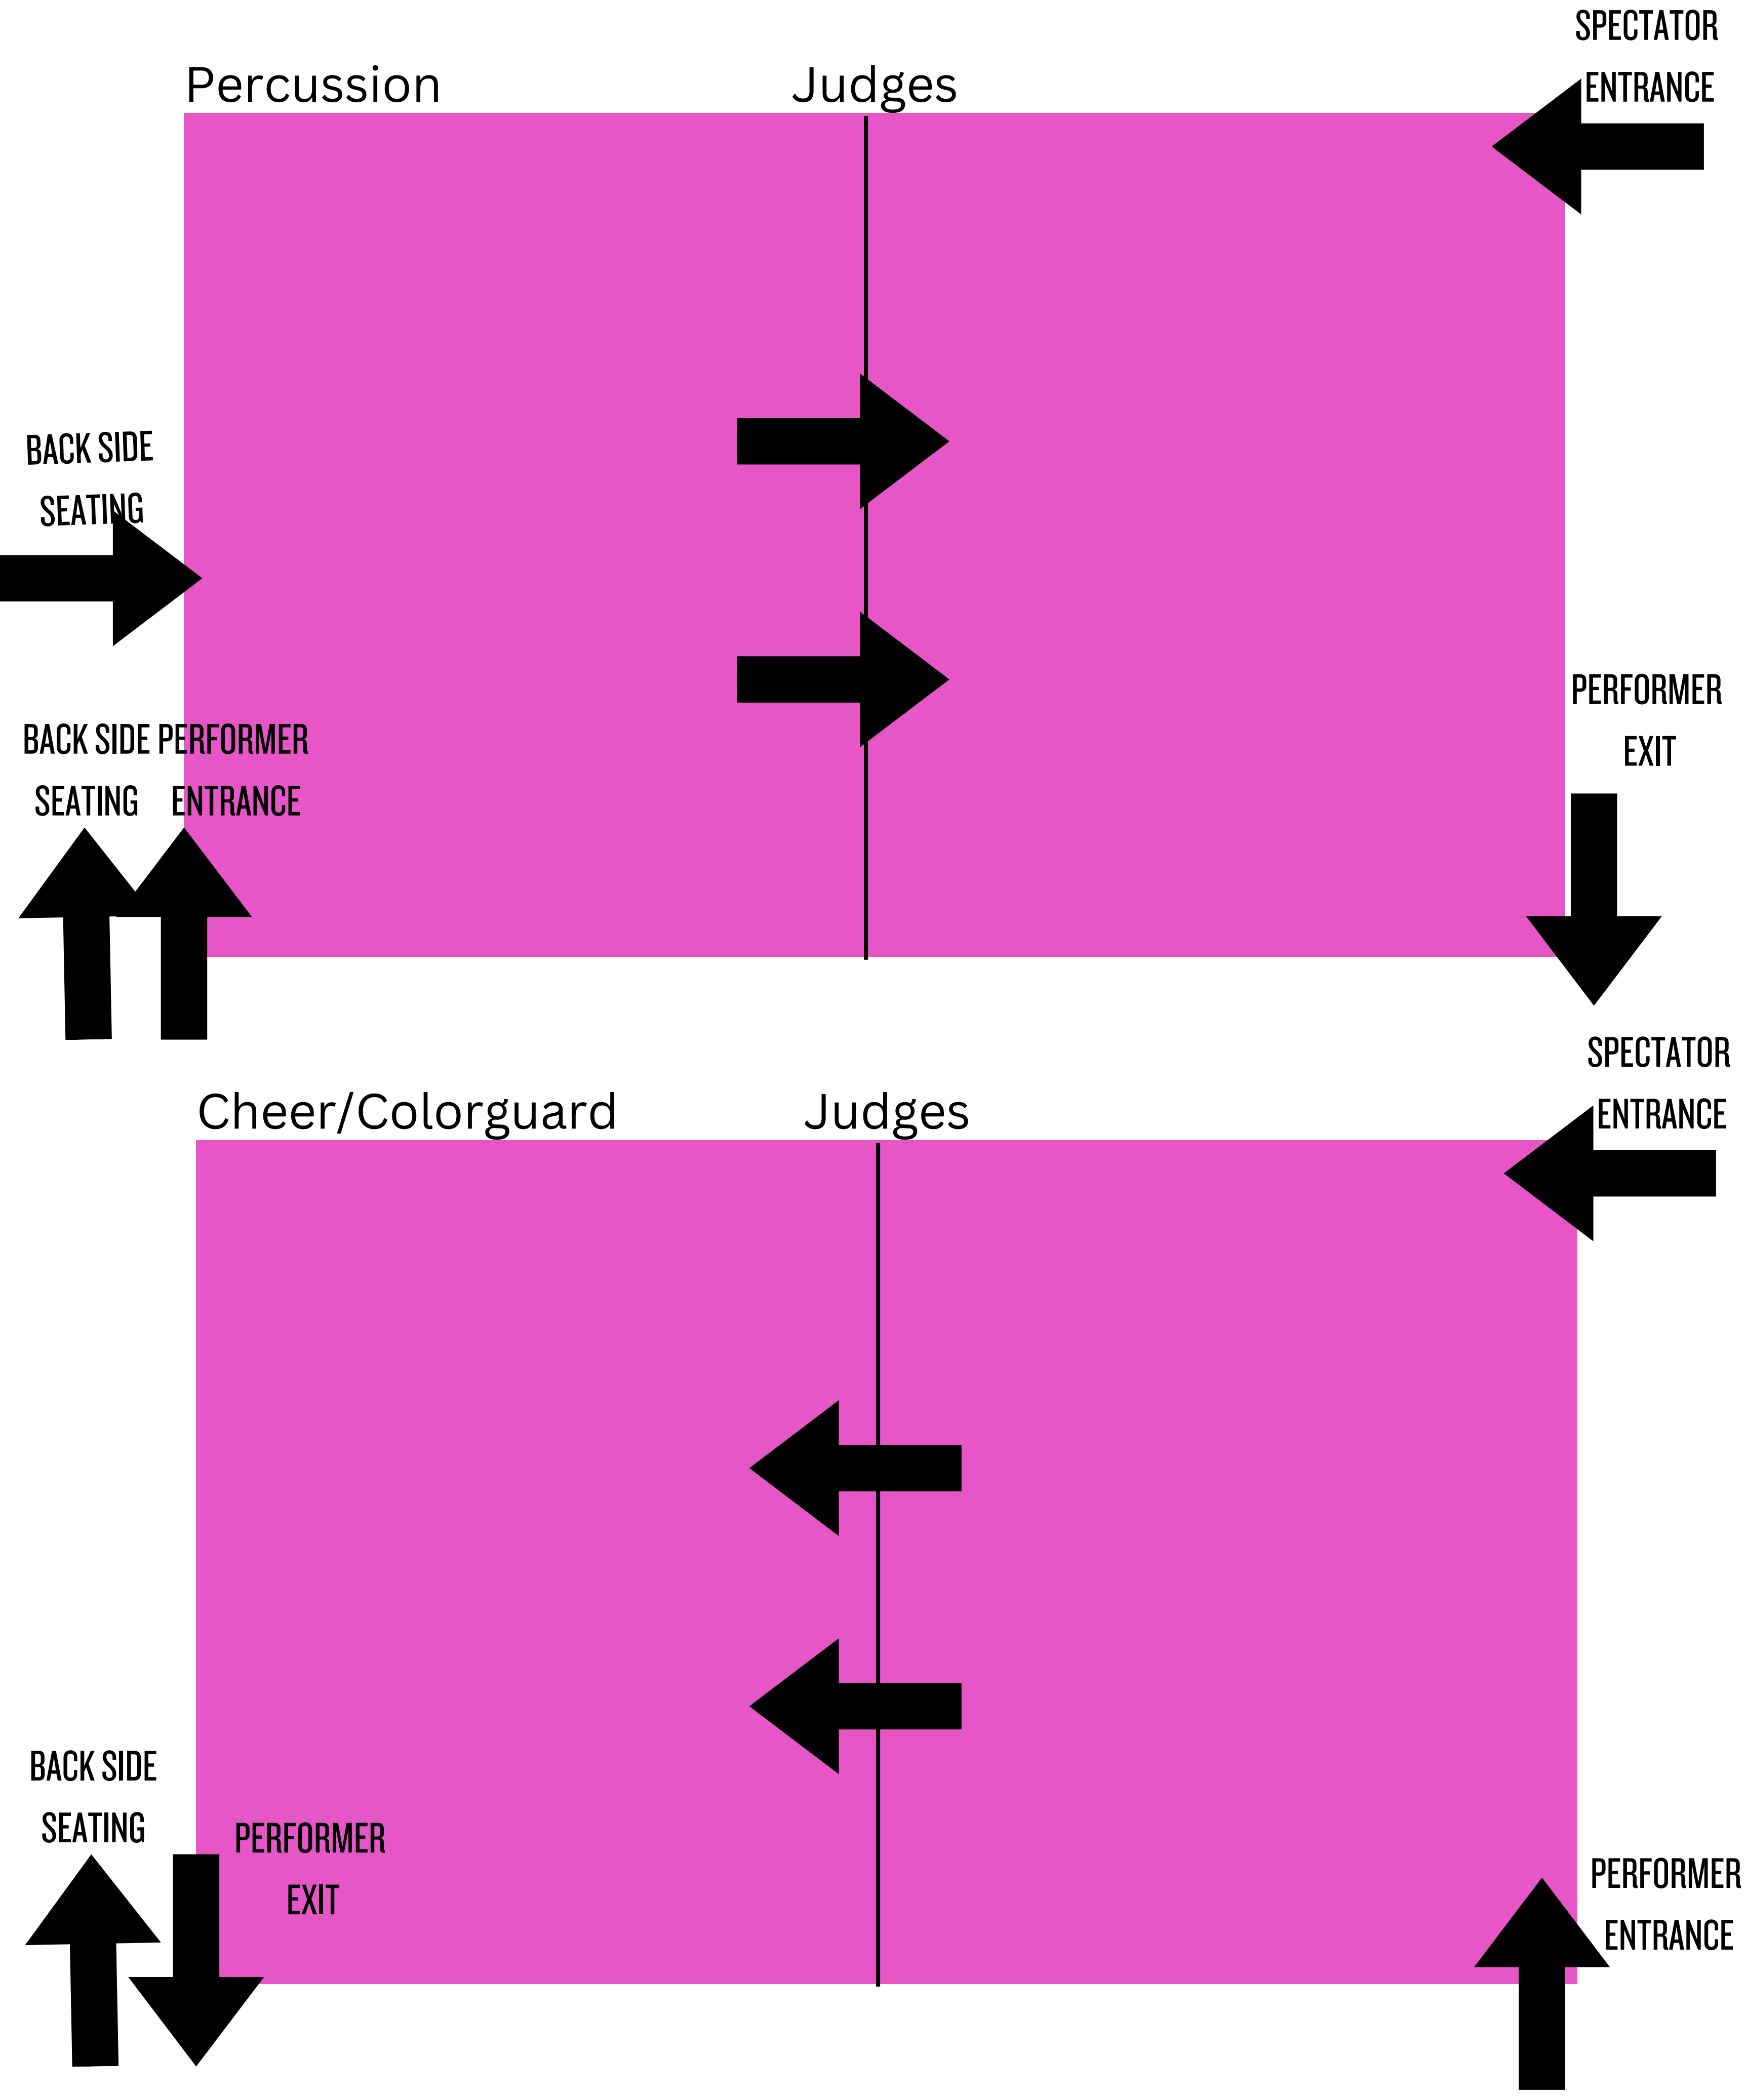 SPECTATOR
ENTRANCE
Percussion
Judges
BACK SIDE
SEATING
PERFORMER
EXIT
BACK SIDE
SEATING
PERFORMER
ENTRANCE
SPECTATOR
ENTRANCE
Cheer/Colorguard
Judges
BACK SIDE
SEATING
PERFORMER
EXIT
PERFORMER
ENTRANCE